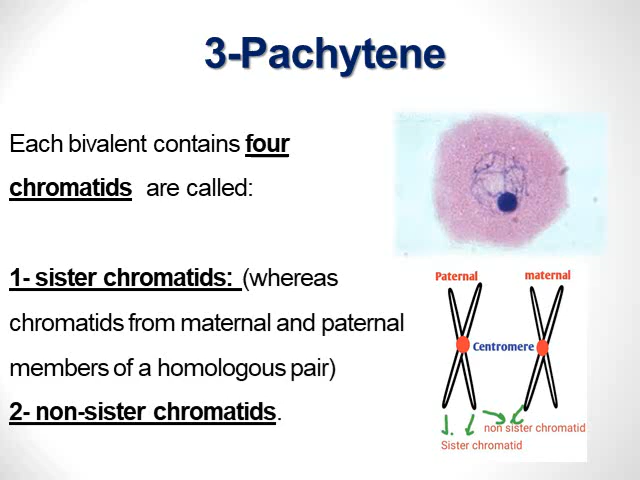 3-Pachytene
Each bivalent contains four
chromatids are called:
1- sister chromatids: (whereas
chromatids from maternal and paternal
members of a homologous pair)
2- non-sister chromatids.
Paternal maternal
Centromere
non sister chromatid
Sister chromatid